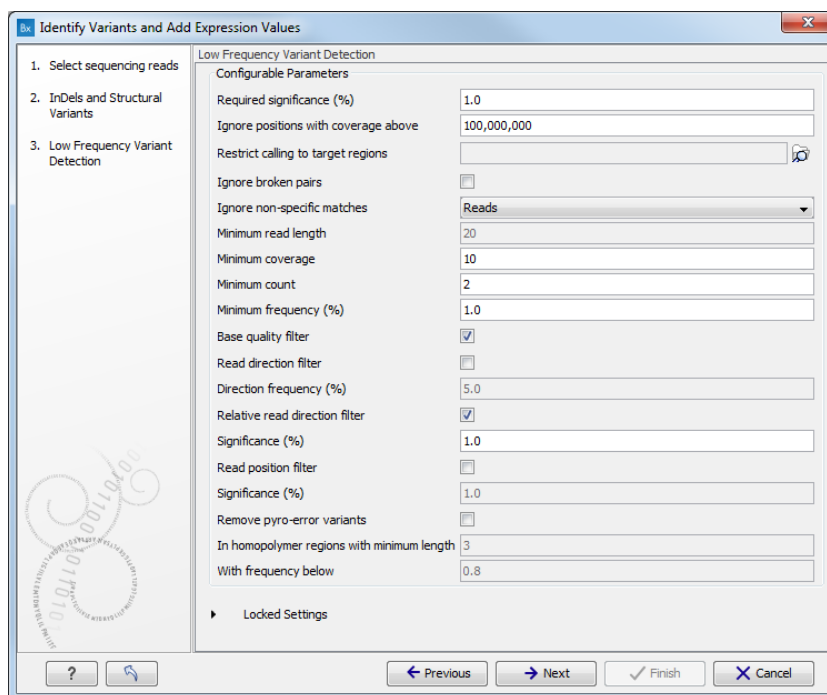 Bx Identify Variants and Add Expression Values
1. Select sequencing reads
2. InDels and Structural
Variants
3. Low Frequency Variant
Detection
Low Frequency Variant Detection
Configurable Parameters
Required significance (%) 1.0
Ignore positions with coverage above 100,000,000
Restrict calling to target regions
Ignore broken pairs
Ignore non-specific matches Reads
Minimum read length 20
Minimum coverage 10
Minimum count 2
Minimum frequency (%) 1.0
Base quality filter
Read direction filter
Direction frequency (%) 5.0
Relative read direction filter
Significance (%) 1.0
Read position filter
Significance (%) 1.0
Remove pyro-error variants
In homopolymer regions with minimum length 3
With frequency below 0.8
Locked Settings
? Previous Next Finish Cancel